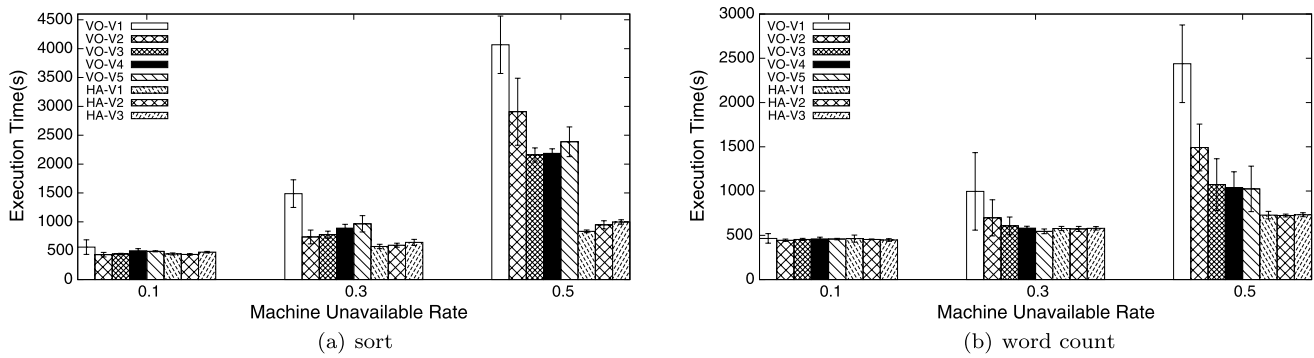 Execution Time(s)
4500
4000
3500
3000
2500
2000
1500
1000
500
0
VO-V1
VO-V2
VO-V3
VO-V4
VO-V5
HA-V1
HA-V2
HA-V3
0.1 0.3 0.5
Machine Unavailable Rate
(a) sort
Execution Time(s)
3000
2500
2000
1500
1000
500
0
VO-V1
VO-V2
VO-V3
VO-V4
VO-V5
HA-V1
HA-V2
HA-V3
0.1 0.3 0.5
Machine Unavailable Rate
(b) word count